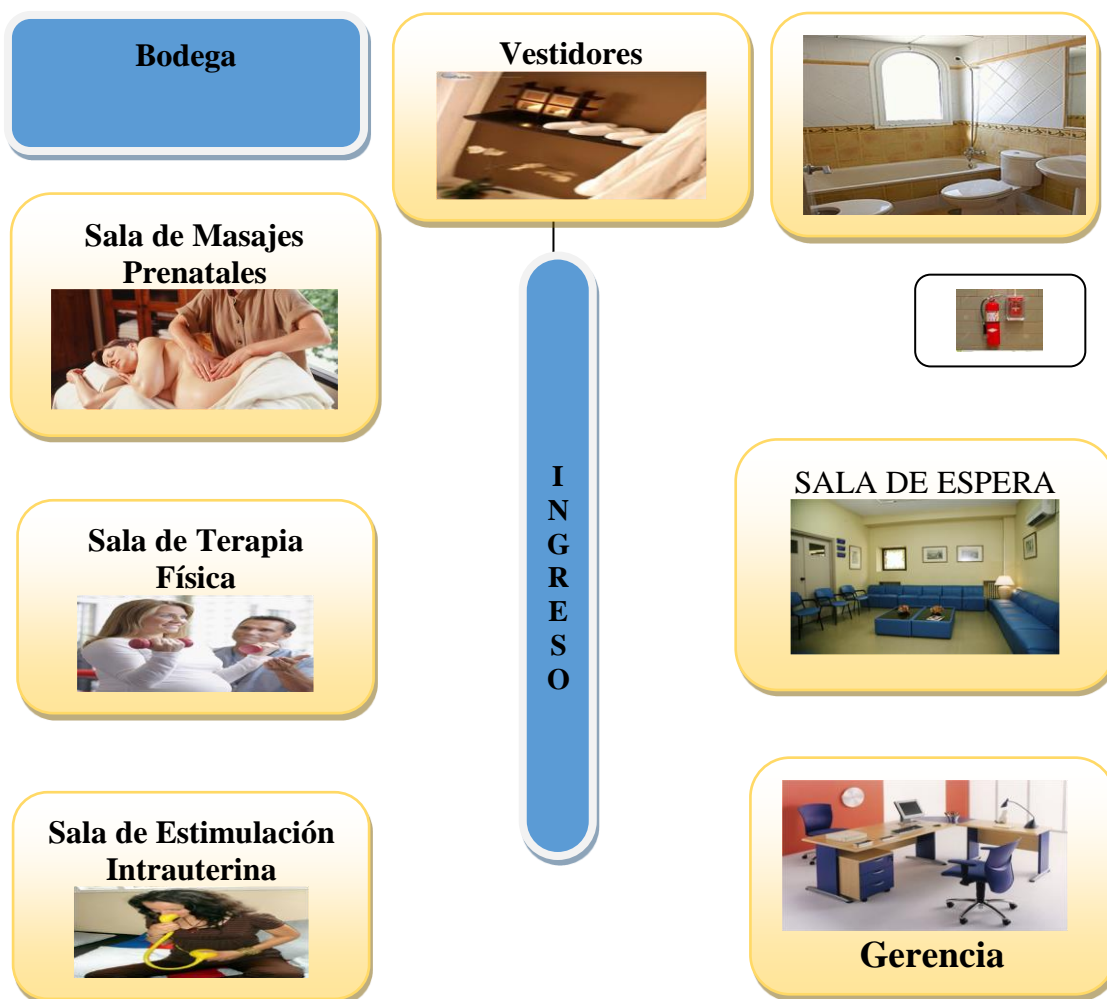 Bodega
Vestidores
Sala de Masajes
Prenatales
Sala de Terapia
Física
Sala de Estimulación
Intrauterina
I
N
G
R
E
S
O
SALA DE ESPERA
Gerencia